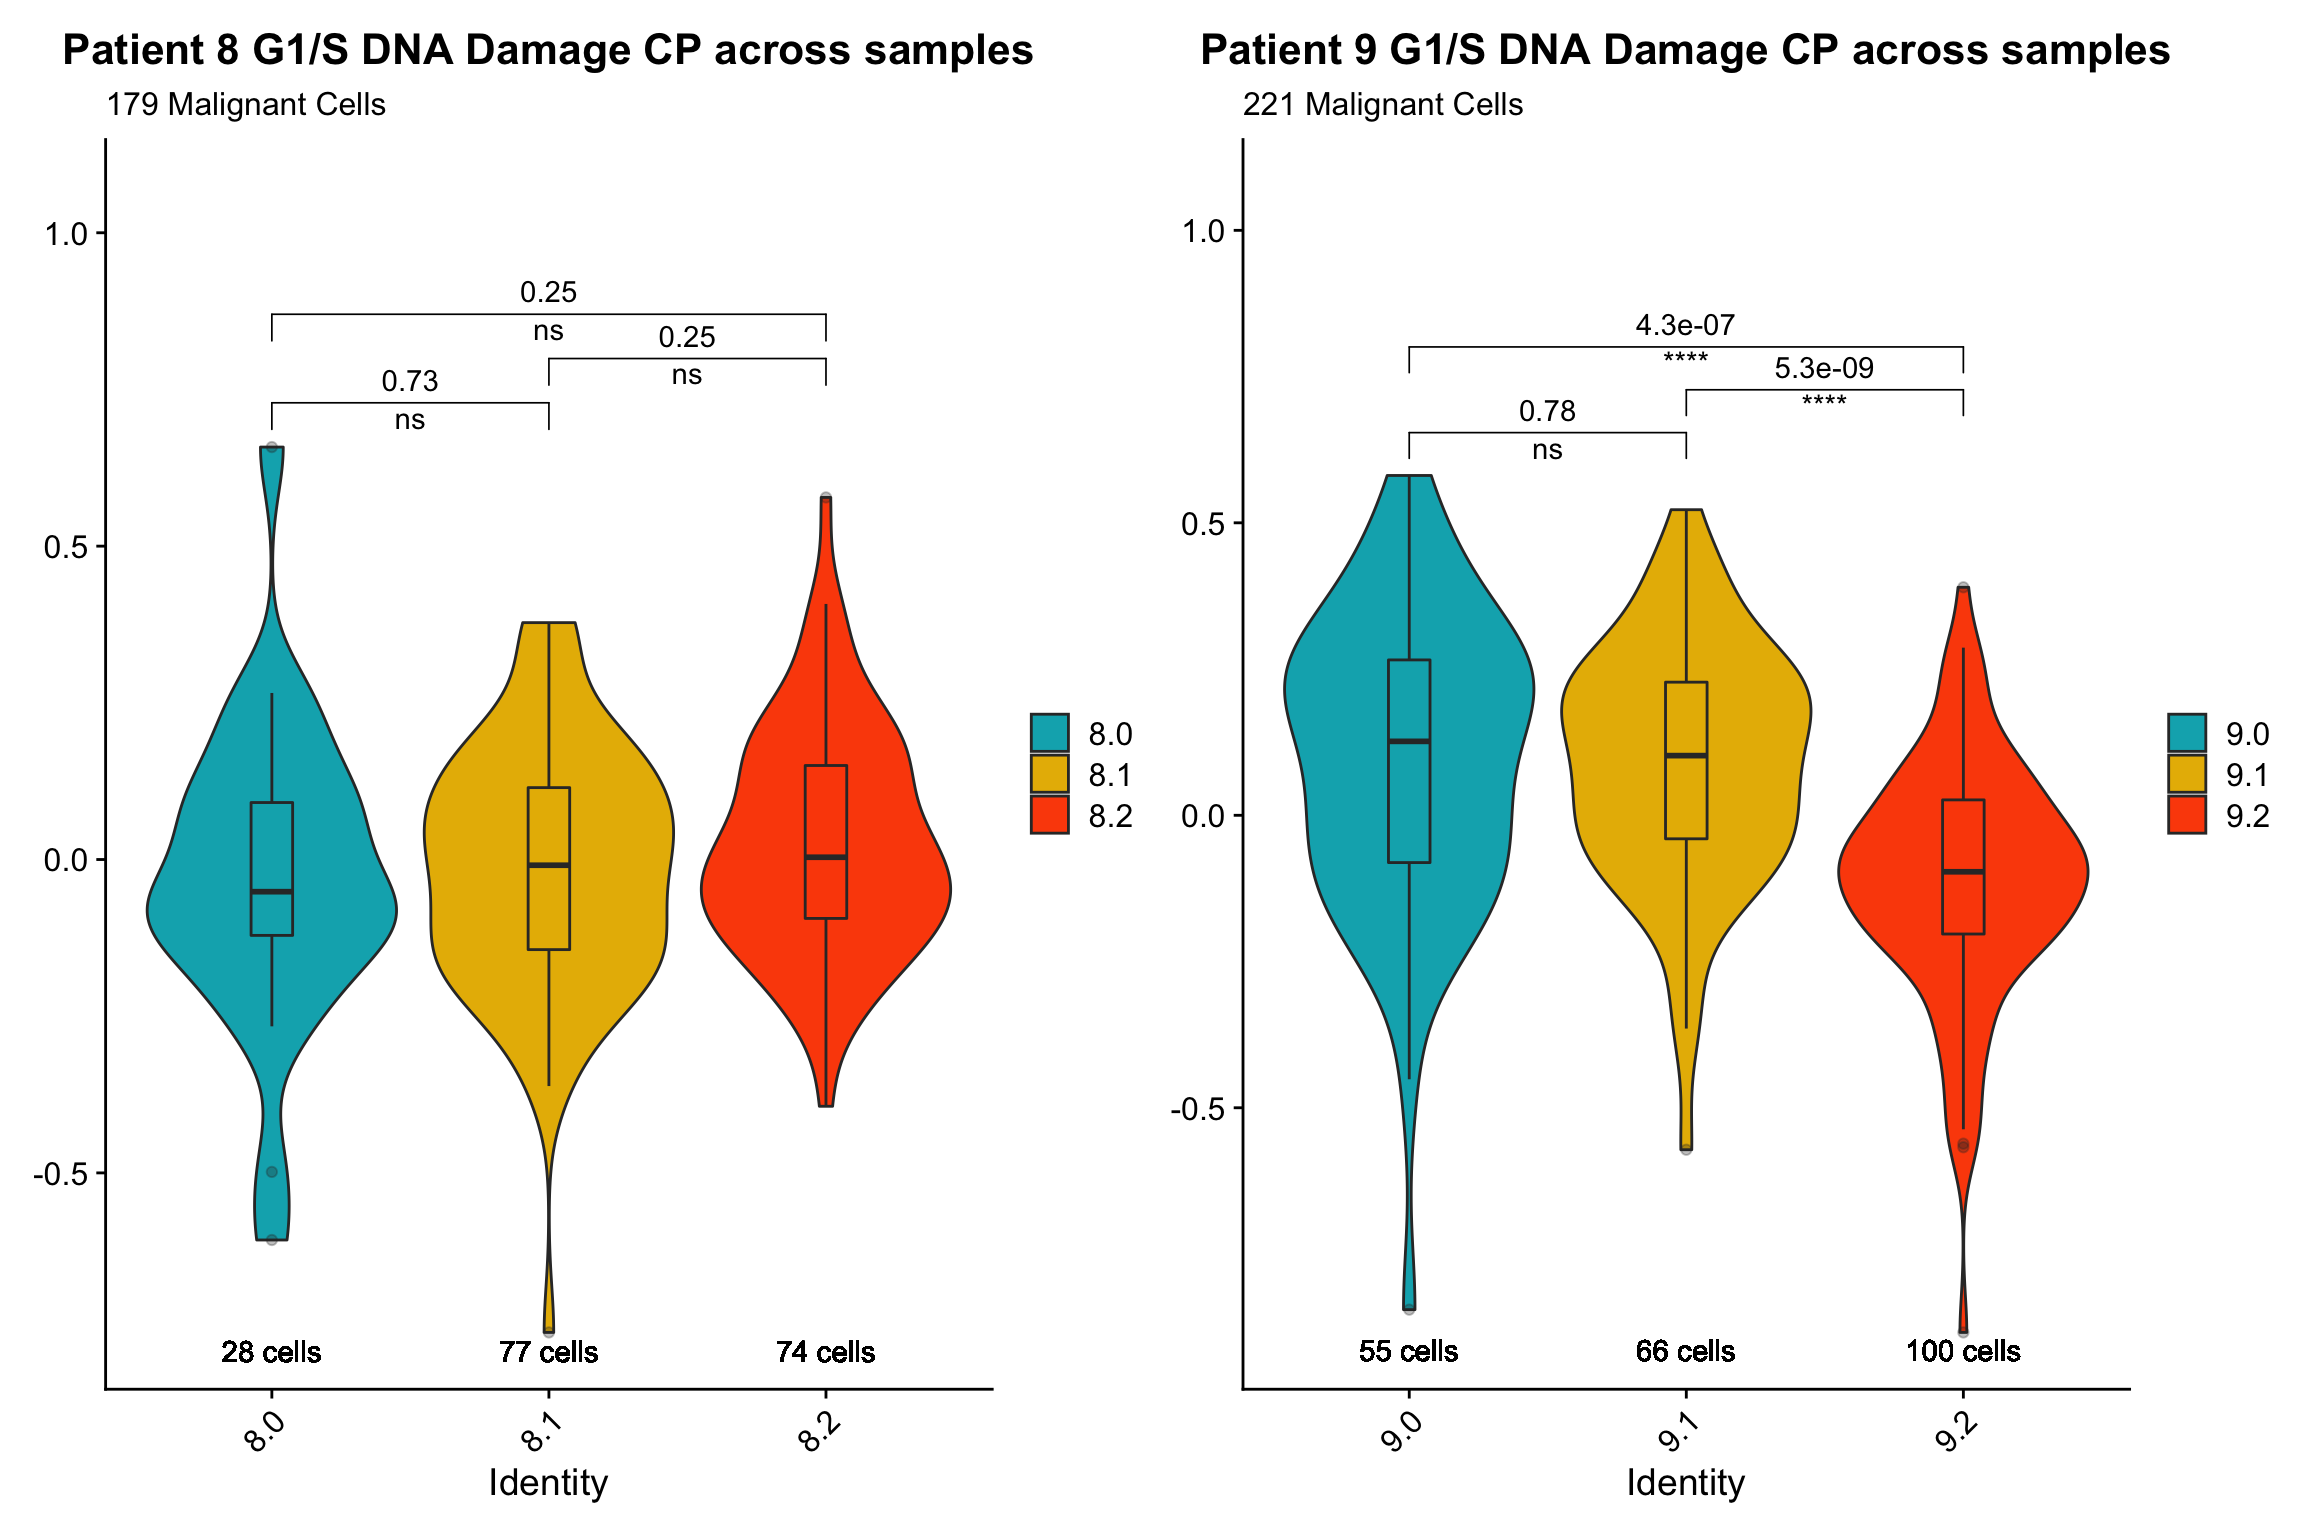 Patient 8 G1/S DNA Damage CP across samples
179 Malignant Cells
1.0
0.5
0.0
-0.5
0.25
ns
0.25
ns
0.73
ns
28 cells
77 cells
74 cells
8.0
8.1
8.2
Identity
8.0
8.1
8.2
Patient 9 G1/S DNA Damage CP across samples
221 Malignant Cells
1.0
0.5
0.0
-0.5
4.3e-07
****
5.3e-09
****
0.78
ns
55 cells
66 cells
100 cells
9.0
9.1
9.2
Identity
9.0
9.1
9.2